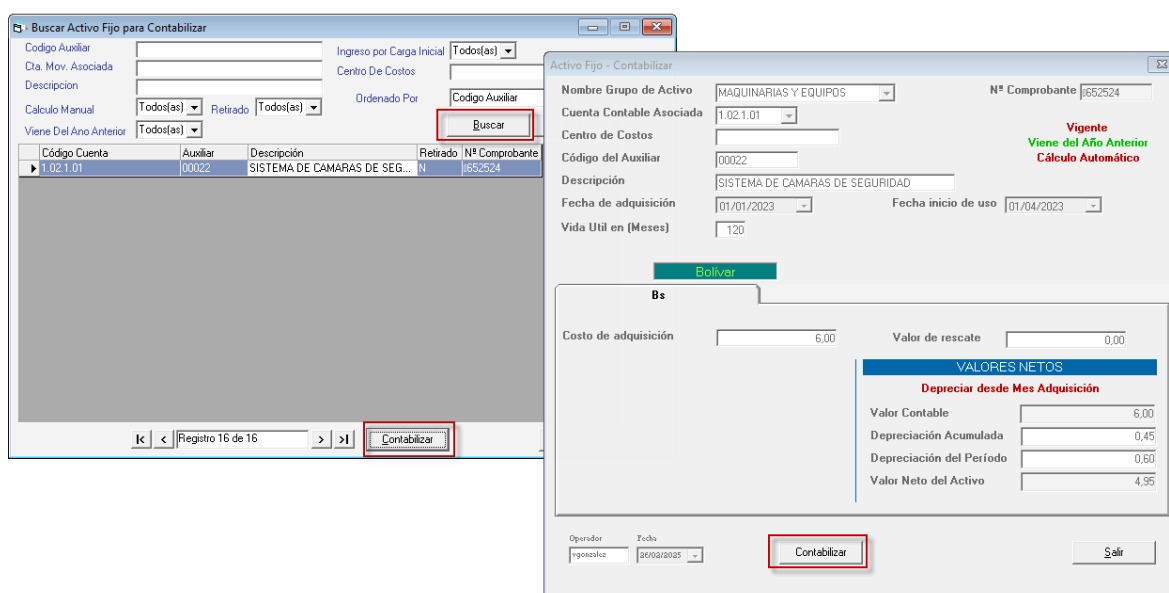 Buscar Activo Fijo para Contabilizar
Codigo Auxiliar
Ingreso por Carga Inicial Todos(as)
Cta. Mov. Asociada
Centro De Costos
Descripcion
Ordenado Por Codigo Auxiliar
Calculo Manual Todos(as) Retirado Todos(as)
Viene Del Ano Anterior Todos(as)
Buscar
Código Cuenta Auxiliar Descripción Retirado Nº Comprobante
1.02.1.01 00022 SISTEMA DE CAMARAS DE SEG... N
Registro 16 de 16
Contabilizar
Activo Fijo - Contabilizar
Nombre Grupo de Activo MAQUINARIAS Y EQUIPOS
Nº Comprobante
Cuenta Contable Asociada 1.02.1.01
Vigente
Centro de Costos
Viene del Año Anterior
Código del Auxiliar 00022
Cálculo Automático
Descripción SISTEMA DE CAMARAS DE SEGURIDAD
Fecha de adquisición 01/01/2023
Fecha inicio de uso 01/04/2023
Vida Util en (Meses) 120
Bolívar
Bs
Costo de adquisición 6,00
Valor de rescate 0,00
VALORES NETOS
Depreciar desde Mes Adquisición
Valor Contable 6,00
Depreciación Acumulada 0,45
Depreciación del Período 0,60
Valor Neto del Activo 4,95
Operador Fecha
vgonzalez 26/02/2025
Contabilizar
Salir